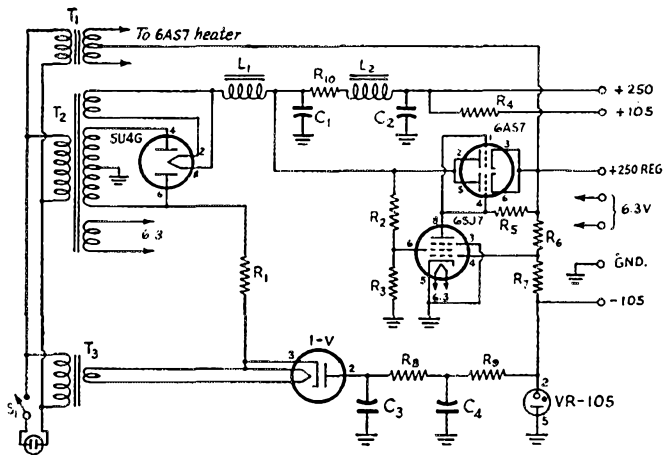 T1
To 6AS7 heater
L1
L2
R10
+250
T2
C1
C2
R4
+105
6AS7
5U4G
4
2
8
6
1
2
3
5
6
4
+250 REG
6.3V
6SJ7
R5
R2
8
R6
6
3
4
6.3
R1
R3
5
6.3
R7
GND.
-105
T3
1-V
3
2
R8
R9
2
VR-105
5
S1
C3
C4